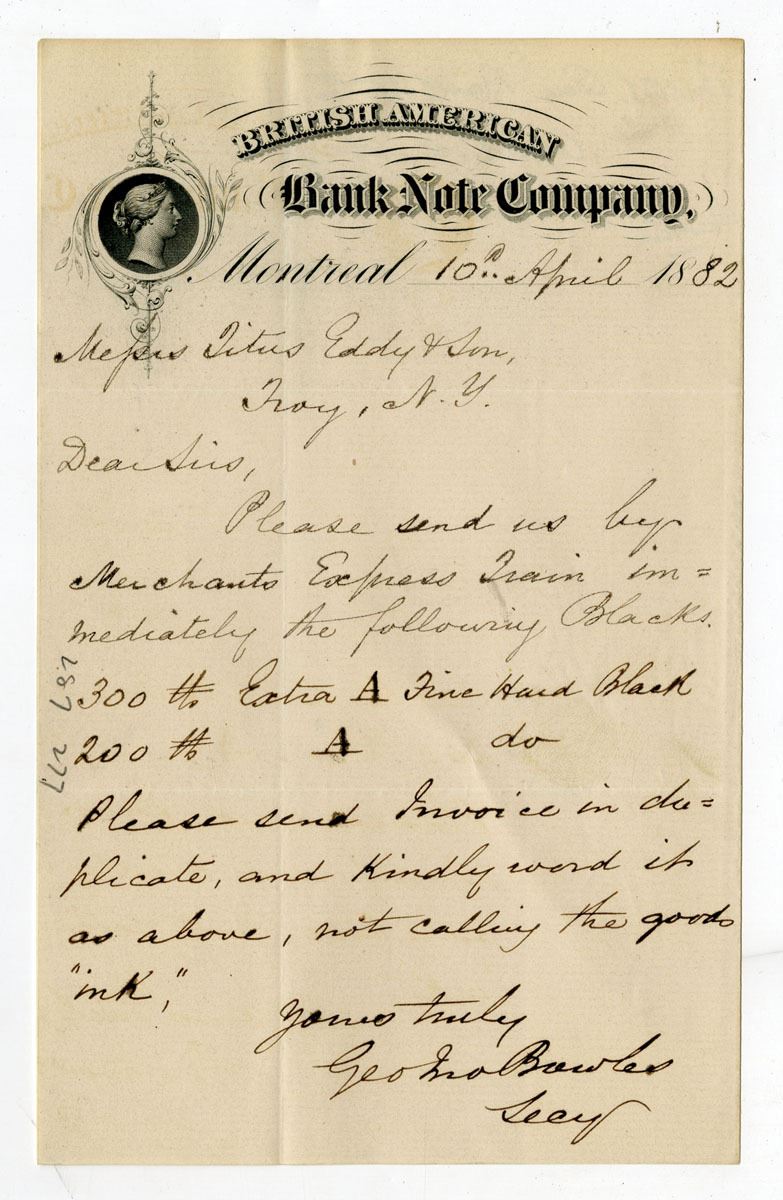 BRITISH AMERICAN
Bank Note Company,
Montreal 10th April 1882
Messrs Titus Eddy & Son,
Troy, N.Y.
Dear Sirs,
Please send us by
Merchants Express Train im=
mediately the following Blacks.
300 lb Extra A Fine Hard Black
200 lb A do
Please send Invoice in du=
plicate, and kindly word it
as above, not calling the goods
"ink,"
Yours truly
Geo Jno Bowles
Secy